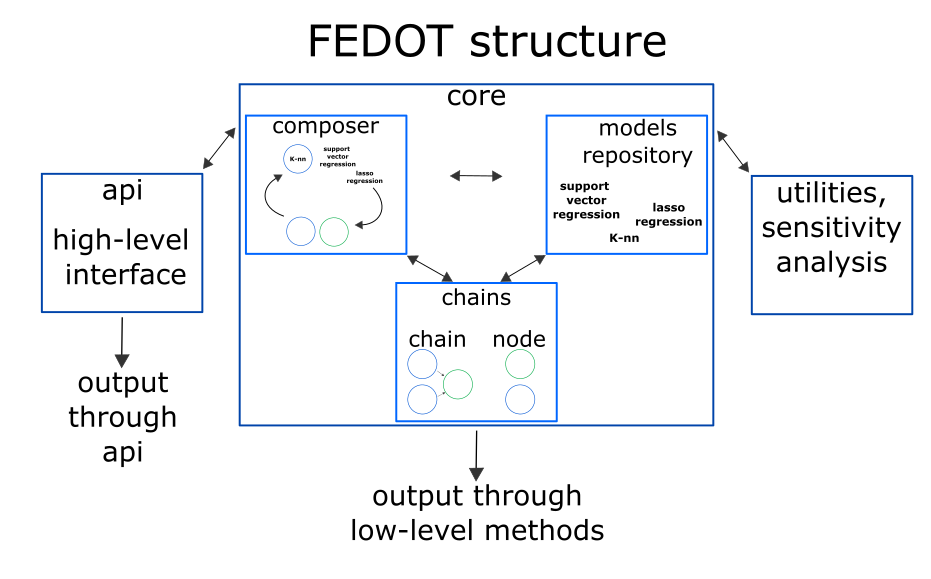 FEDOT structure
core
composer
K-nn
support
vector
regression
lasso
regression
models
repository
support
vector
regression
lasso
regression
K-nn
api
high-level
interface
utilities,
sensitivity
analysis
chains
chain
node
output
through
api
output through
low-level methods